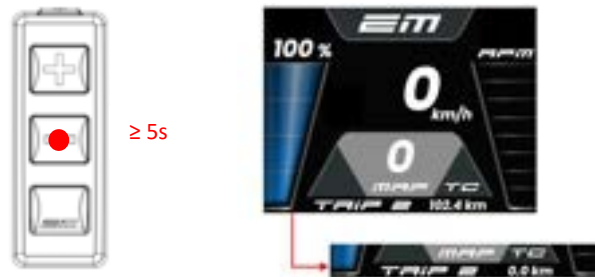 ≥ 5s
EM
100 %
RPM
0
km/h
0
MAP TC
TRIP 2 102.4 km
MAP TC
TRIP 2 0.0 km